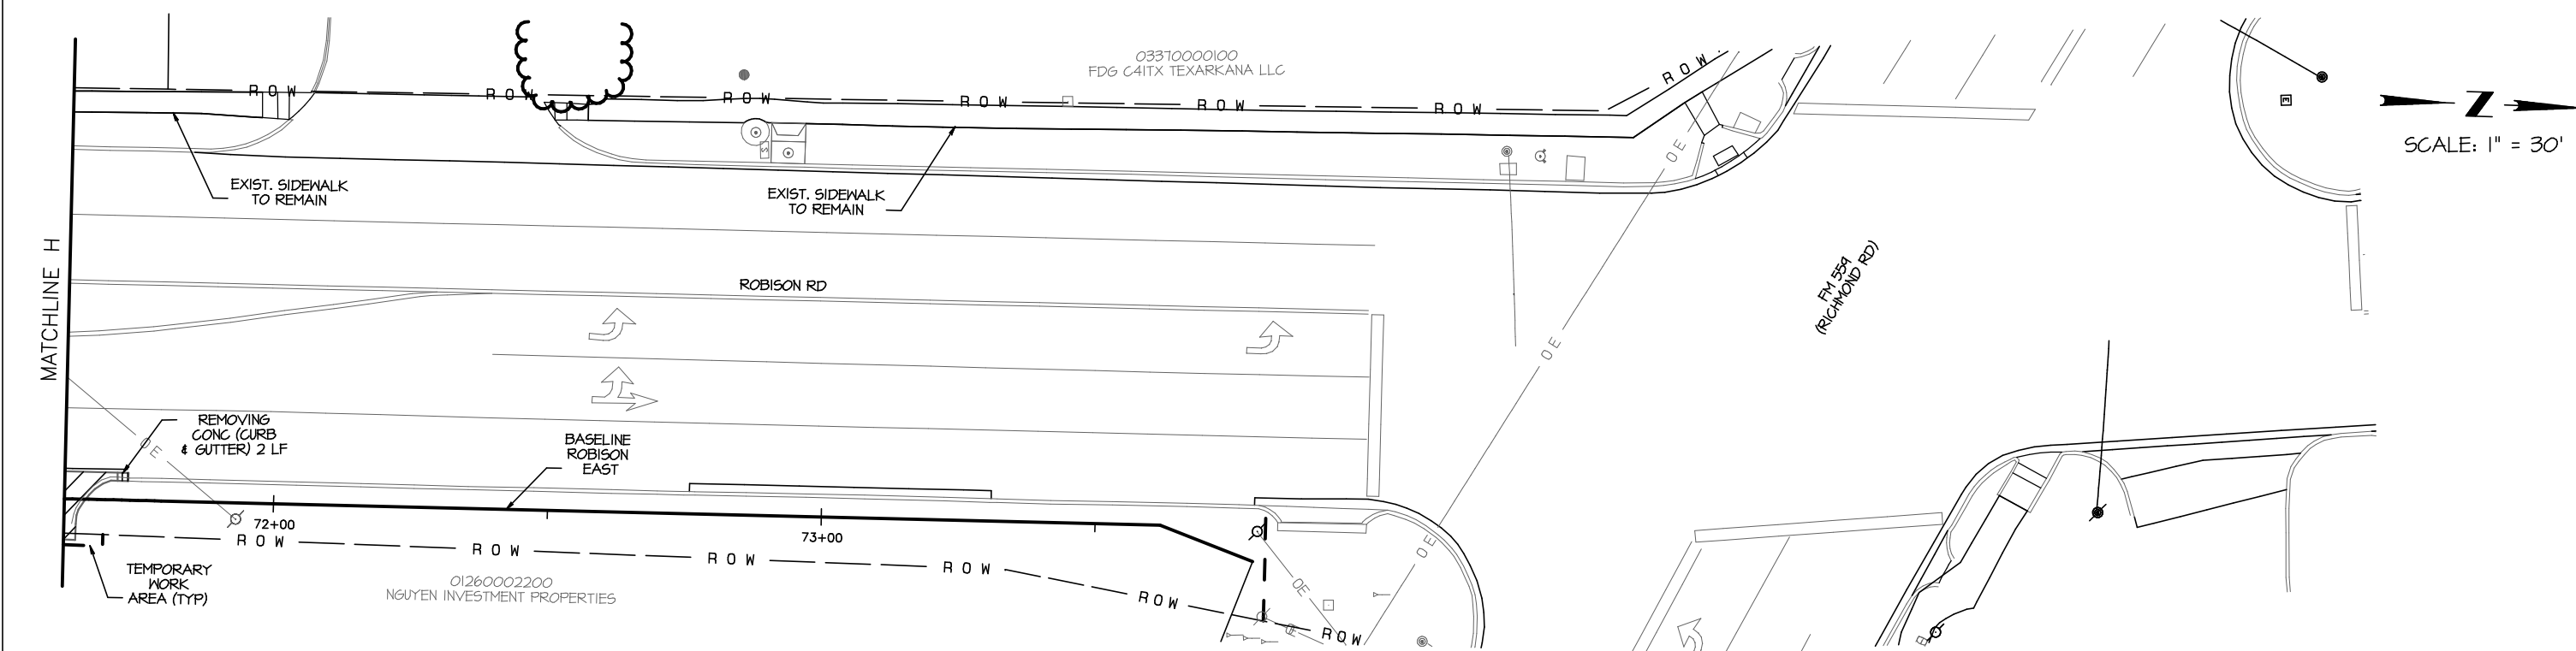 03370000100
FDG C4ITX TEXARKANA LLC
ROW
ROW
ROW
ROW
ROW
ROW
ROW
Z
SCALE: 1" = 30'
E
S
OE
EXIST. SIDEWALK
TO REMAIN
EXIST. SIDEWALK
TO REMAIN
MATCHLINE H
ROBISON RD
FM 559
(RICHMOND RD)
OE
REMOVING
CONC (CURB
& GUTTER) 2 LF
OE
BASELINE
ROBISON
EAST
72+00
73+00
ROW
ROW
ROW
ROW
ROW
ROW
OE
OE
OE
TEMPORARY
WORK
AREA (TYP)
01260002200
NGUYEN INVESTMENT PROPERTIES